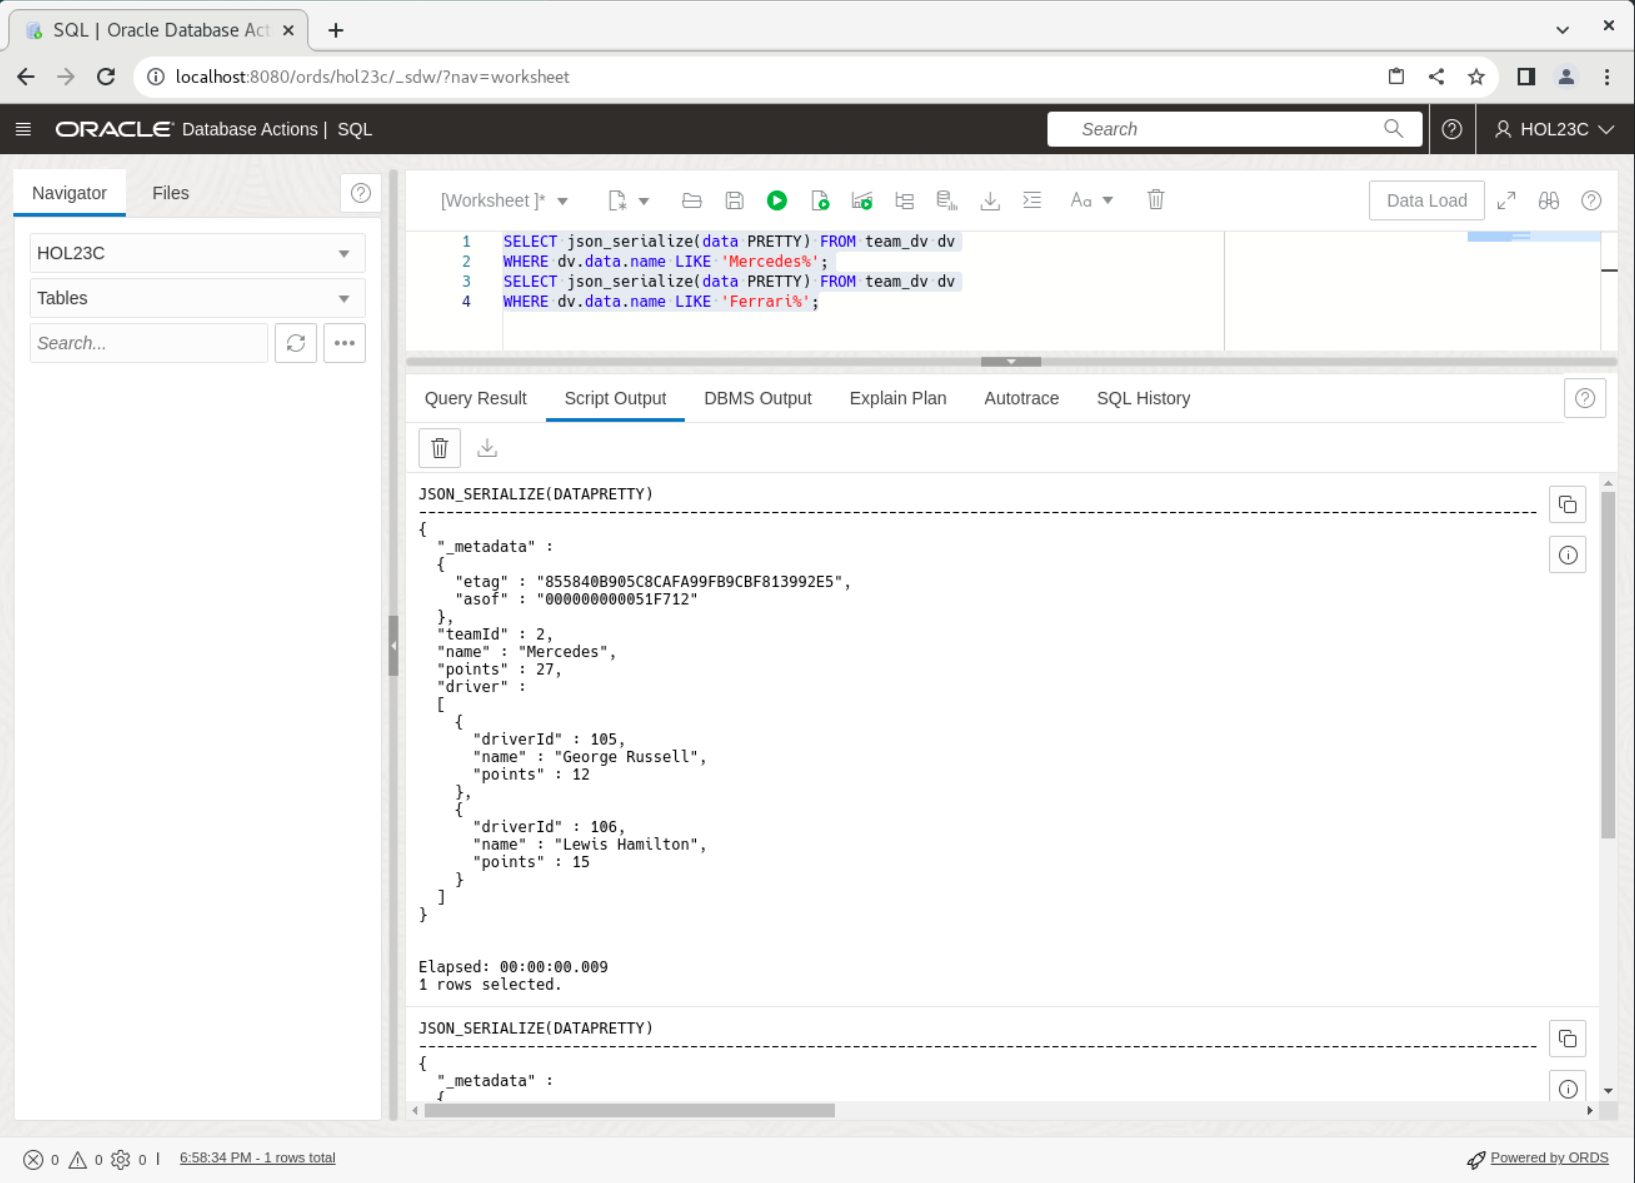 SQL | Oracle Database Act
localhost:8080/ords/hol23c/_sdw/?nav=worksheet
ORACLE Database Actions | SQL
Search
HOL23C
Navigator
Files
HOL23C
Tables
Search...
[Worksheet ]*
Aa
Data Load
1 SELECT json_serialize(data PRETTY) FROM team_dv dv
2 WHERE dv.data.name LIKE 'Mercedes%';
3 SELECT json_serialize(data PRETTY) FROM team_dv dv
4 WHERE dv.data.name LIKE 'Ferrari%';
Query Result
Script Output
DBMS Output
Explain Plan
Autotrace
SQL History
JSON_SERIALIZE(DATAPRETTY)
--------------------------------------------------------------------------------------------------------------------------------
{
  "_metadata" :
  {
    "etag" : "855840B905C8CAFA99FB9CBF813992E5",
    "asof" : "000000000051F712"
  },
  "teamId" : 2,
  "name" : "Mercedes",
  "points" : 27,
  "driver" :
  [
    {
      "driverId" : 105,
      "name" : "George Russell",
      "points" : 12
    },
    {
      "driverId" : 106,
      "name" : "Lewis Hamilton",
      "points" : 15
    }
  ]
}
Elapsed: 00:00:00.009
1 rows selected.
JSON_SERIALIZE(DATAPRETTY)
--------------------------------------------------------------------------------------------------------------------------------
{
  "_metadata" :
  {
0 0 0 | 6:58:34 PM - 1 rows total
Powered by ORDS